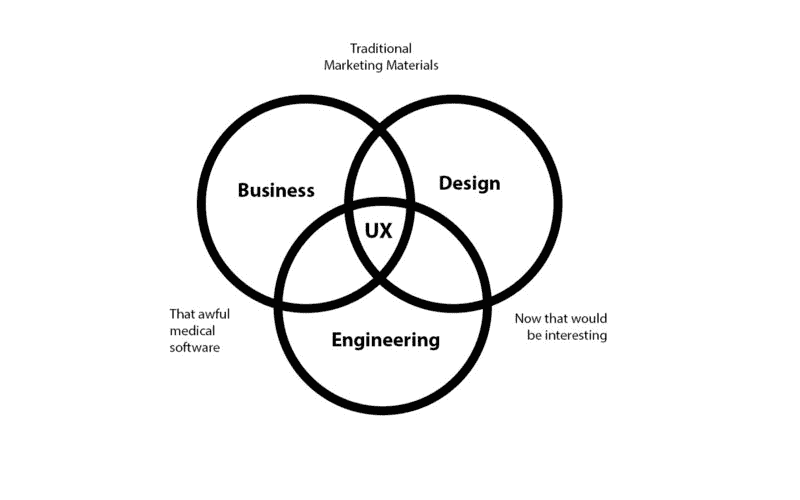 Traditional
Marketing Materials
Business
Design
UX
That awful
medical
software
Now that would
be interesting
Engineering